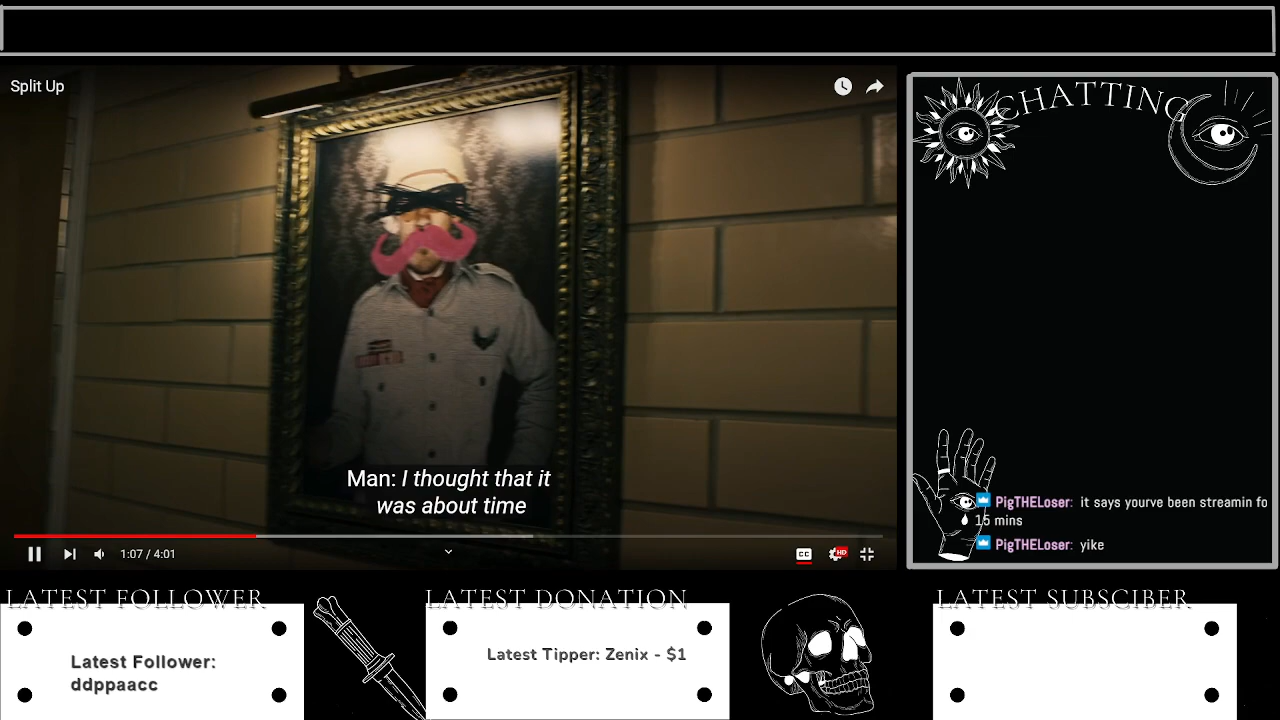 Split Up
Man: I thought that it
was about time
1:07 / 4:01
CC
HD
CHATTING
PigTHELoser: it says yourve been streamin fo
15 mins
PigTHELoser: yike
LATEST FOLLOWER
Latest Follower:
ddppaacc
LATEST DONATION
Latest Tipper: Zenix - $1
LATEST SUBSCIBER